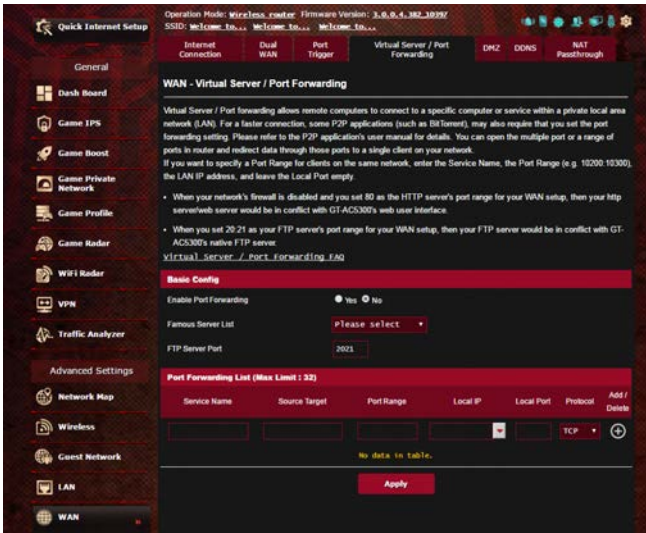 Quick Internet Setup
Operation Mode: Wireless router Firmware Version: 3.0.0.4.382_10397
SSID: Welcome to... Welcome to... Welcome to...
General
Dash Board
Game IPS
Game Boost
Game Private
Network
Game Profile
Game Radar
WiFi Radar
VPN
Traffic Analyzer
Advanced Settings
Network Map
Wireless
Guest Network
LAN
WAN
Internet
Connection
Dual
WAN
Port
Trigger
Virtual Server / Port
Forwarding
DMZ
DDNS
NAT
Passthrough
WAN - Virtual Server / Port Forwarding
Virtual Server / Port forwarding allows remote computers to connect to a specific computer or service within a private local area
network (LAN). For a faster connection, some P2P applications (such as BitTorrent), may also require that you set the port
forwarding setting. Please refer to the P2P application's user manual for details. You can open the multiple port or a range of
ports in router and redirect data through those ports to a single client on your network.
If you want to specify a Port Range for clients on the same network, enter the Service Name, the Port Range (e.g. 10200:10300),
the LAN IP address, and leave the Local Port empty.
• When your network's firewall is disabled and you set 80 as the HTTP server's port range for your WAN setup, then your http
server/web server would be in conflict with GT-AC5300's web user interface.
• When you set 20:21 as your FTP server's port range for your WAN setup, then your FTP server would be in conflict with GT-
AC5300's native FTP server.
Virtual Server / Port Forwarding FAQ
Basic Config
Enable Port Forwarding Yes No
Famous Server List Please select
FTP Server Port 2021
Port Forwarding List (Max Limit : 32)
Service Name Source Target Port Range Local IP Local Port Protocol Add /
Delete
TCP
No data in table.
Apply